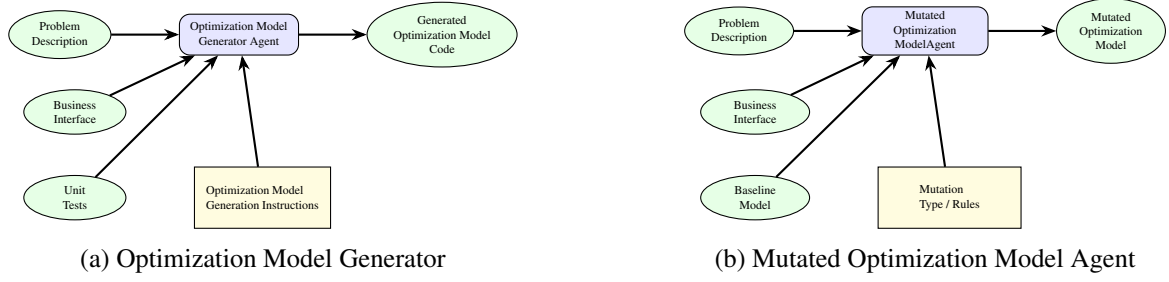 Problem
Description
Optimization Model
Generator Agent
Generated
Optimization Model
Code
Business
Interface
Unit
Tests
Optimization Model
Generation Instructions
(a) Optimization Model Generator
Problem
Description
Mutated
Optimization
ModelAgent
Mutated
Optimization
Model
Business
Interface
Baseline
Model
Mutation
Type / Rules
(b) Mutated Optimization Model Agent